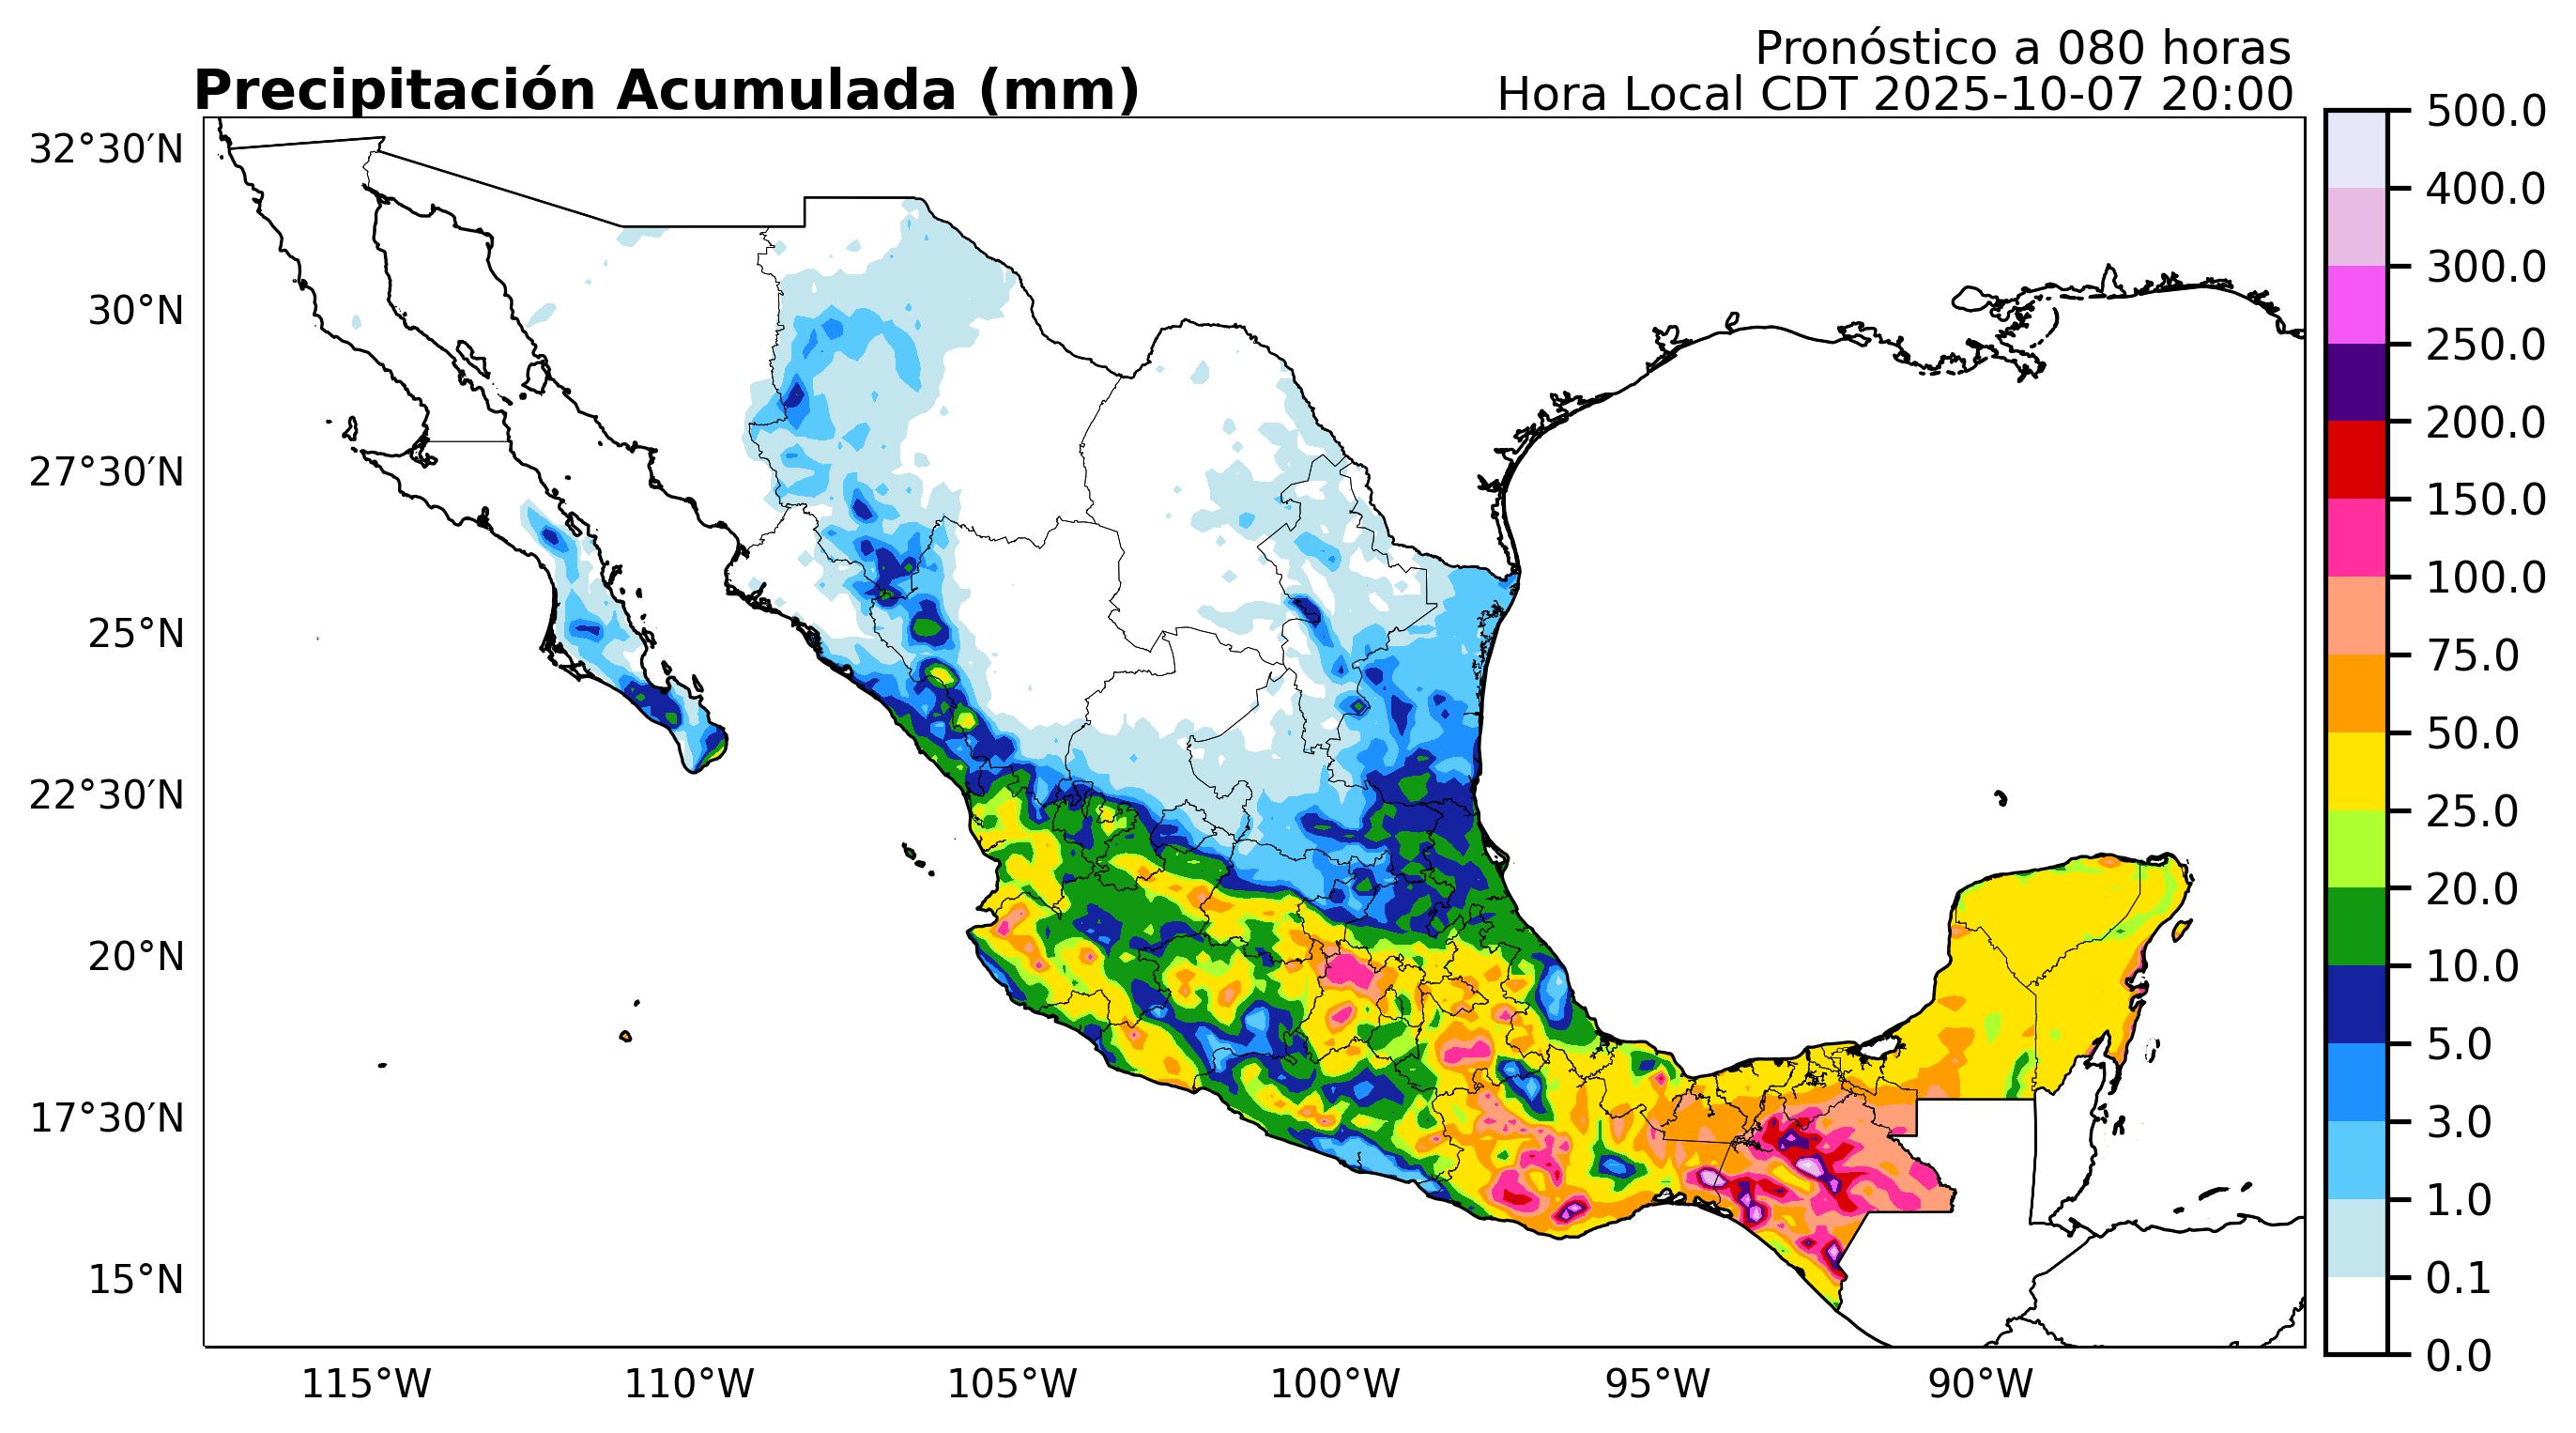 Pronóstico a 080 horas
Precipitación Acumulada (mm)
Hora Local CDT 2025-10-07 20:00
32°30′N
30°N
27°30′N
25°N
22°30′N
20°N
17°30′N
15°N
115°W
110°W
105°W
100°W
95°W
90°W
500.0
400.0
300.0
250.0
200.0
150.0
100.0
75.0
50.0
25.0
20.0
10.0
5.0
3.0
1.0
0.1
0.0